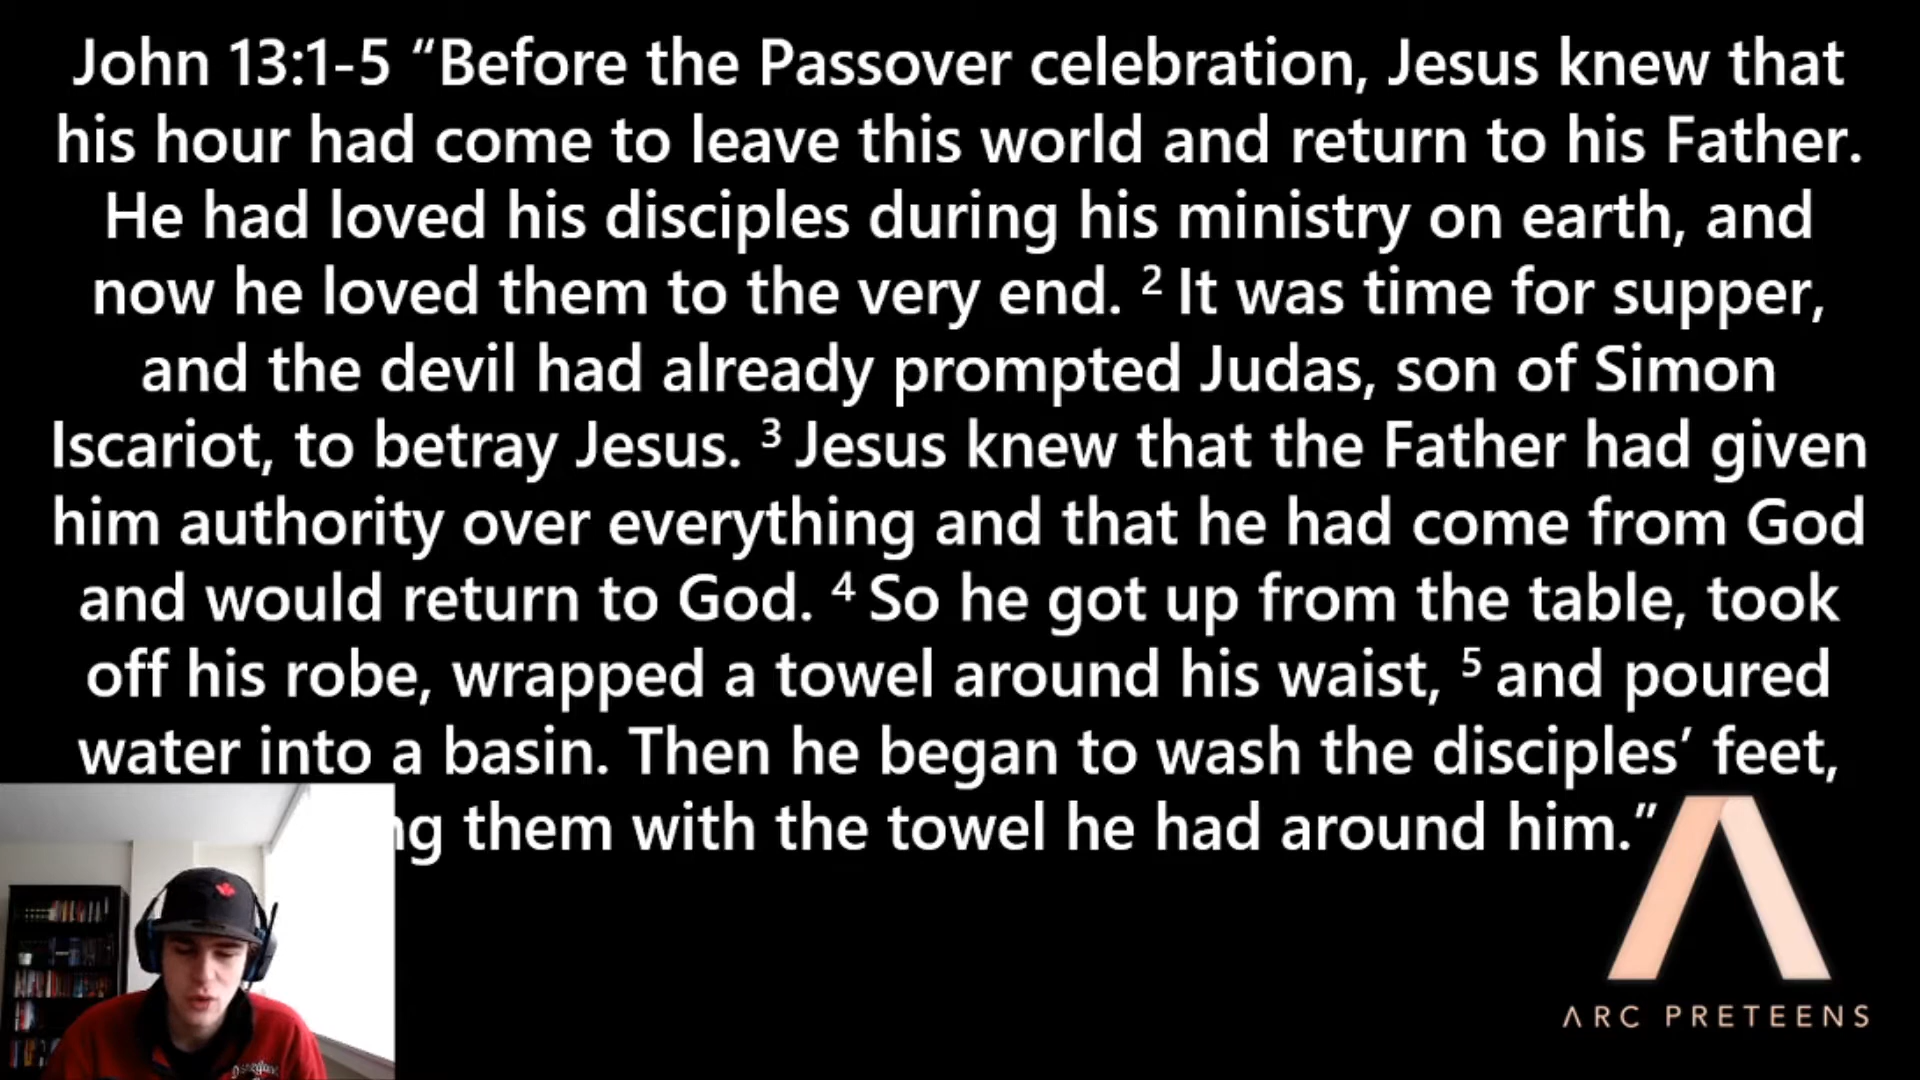 John 13:1-5 “Before the Passover celebration, Jesus knew that
his hour had come to leave this world and return to his Father.
He had loved his disciples during his ministry on earth, and
now he loved them to the very end. ² It was time for supper,
and the devil had already prompted Judas, son of Simon
Iscariot, to betray Jesus. ³ Jesus knew that the Father had given
him authority over everything and that he had come from God
and would return to God. ⁴ So he got up from the table, took
off his robe, wrapped a towel around his waist, ⁵ and poured
water into a basin. Then he began to wash the disciples’ feet,
ng them with the towel he had around him.”
ARC PRETEENS